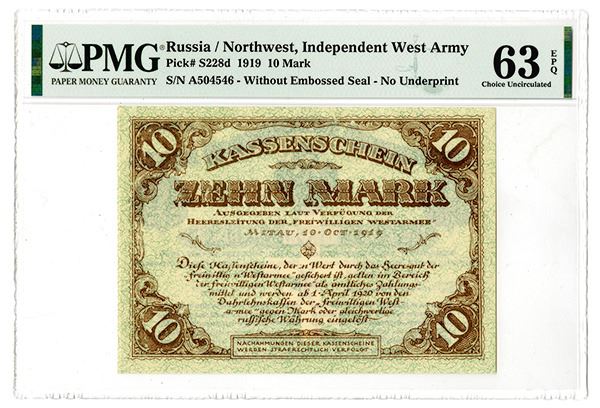 PMG
PAPER MONEY GUARANTY
Russia / Northwest, Independent West Army
Pick# S228d 1919 10 Mark
S/N A504546 - Without Embossed Seal - No Underprint
63
EPQ
Choice Uncirculated
10
10
KASSENSCHEIN
ZEHN MARK
AUSGEGEBEN LAUT VERFÜGUNG DER
HEERESLEITUNG DER „FREIWILLIGEN WESTARMEE“
MITAU, 10·OCT·1919
Diese Kassenscheine, deren Wert durch das Heeresgut der
„Freiwilligen Westarmee“ gesichert ist, gelten im Bereich
der „freiwilligen Westarmee“ als amtliches Zahlungs-
mittel und werden ab 1·April 1920 von den
Darlehnskassen der „Freiwilligen West-
armee“ gegen Mark oder gleichwertige
russische Währung eingelöst
10
10
NACHAHMUNGEN DIESER KASSENSCHEINE
WERDEN STRAFRECHTLICH VERFOLGT